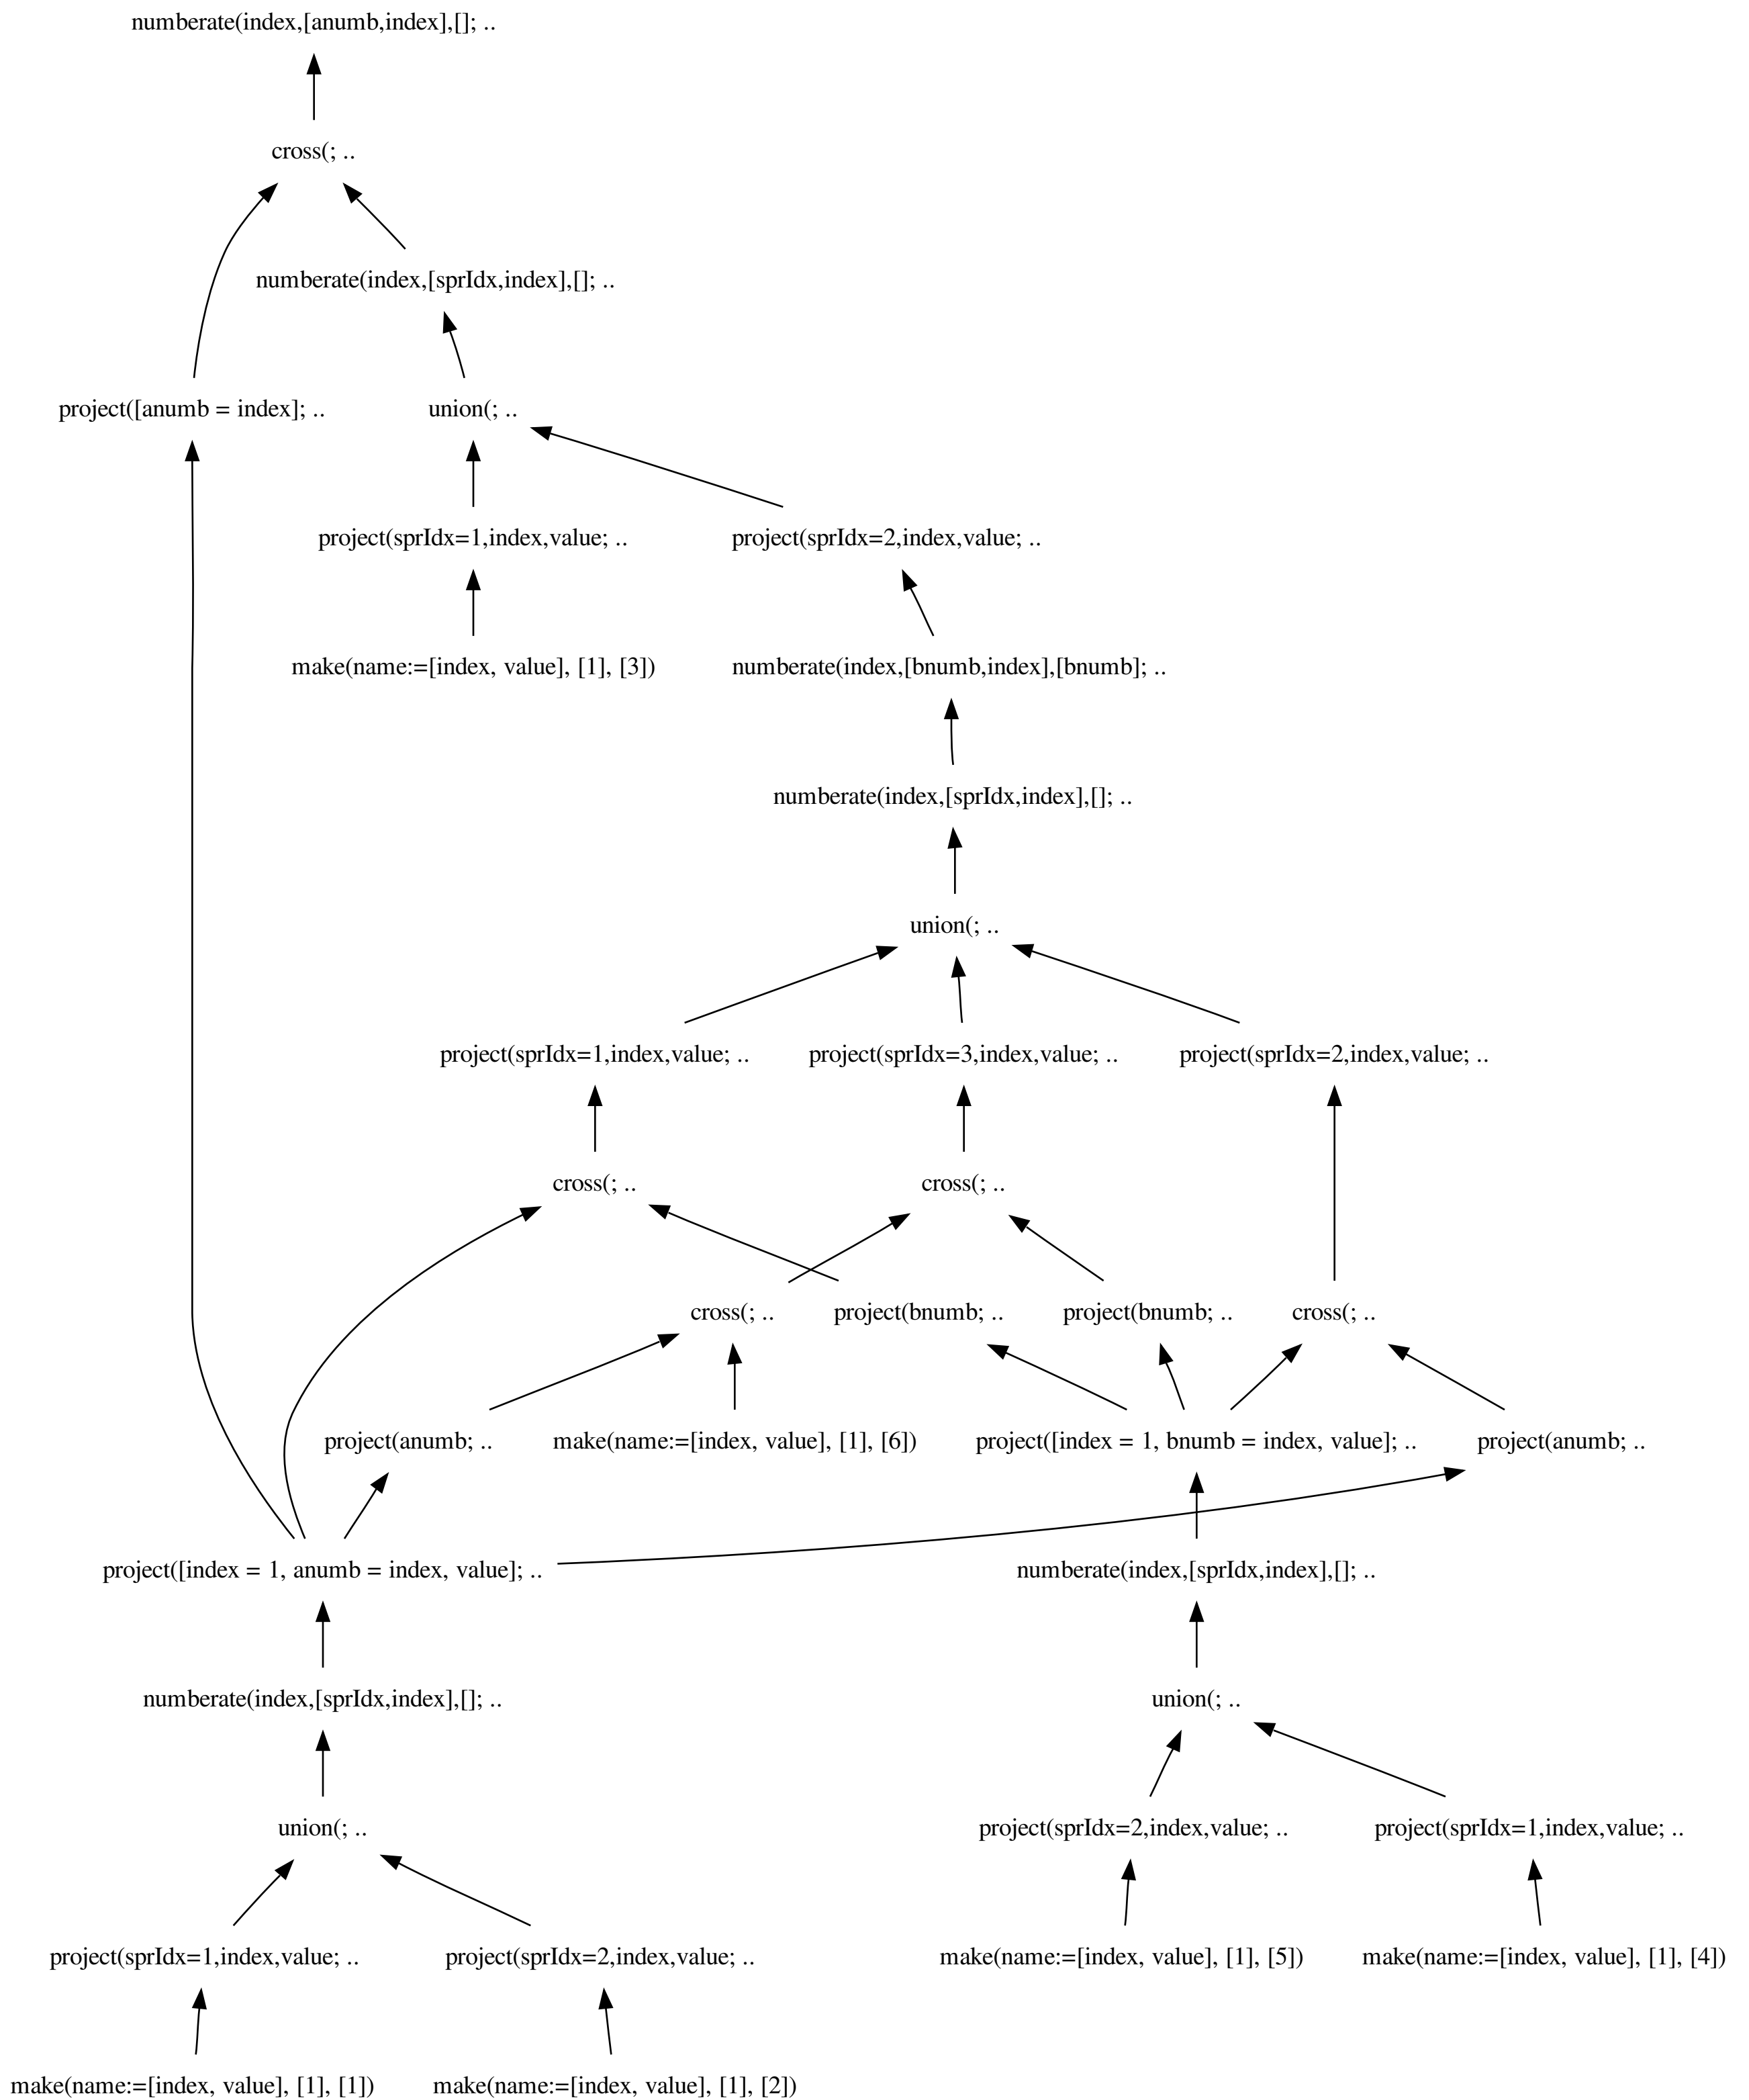 numberate(index,[anumb,index],[]; ..
cross(; ..
numberate(index,[sprIdx,index],[]; ..
project([anumb = index]; ..
union(; ..
project(sprIdx=1,index,value; ..
project(sprIdx=2,index,value; ..
make(name:=[index, value], [1], [3])
numberate(index,[bnumb,index],[bnumb]; ..
numberate(index,[sprIdx,index],[]; ..
union(; ..
project(sprIdx=1,index,value; ..
project(sprIdx=3,index,value; ..
project(sprIdx=2,index,value; ..
cross(; ..
cross(; ..
cross(; ..
project(bnumb; ..
project(bnumb; ..
cross(; ..
project(anumb; ..
make(name:=[index, value], [1], [6])
project([index = 1, bnumb = index, value]; ..
project(anumb; ..
project([index = 1, anumb = index, value]; ..
numberate(index,[sprIdx,index],[]; ..
numberate(index,[sprIdx,index],[]; ..
union(; ..
union(; ..
project(sprIdx=2,index,value; ..
project(sprIdx=1,index,value; ..
project(sprIdx=1,index,value; ..
project(sprIdx=2,index,value; ..
make(name:=[index, value], [1], [5])
make(name:=[index, value], [1], [4])
make(name:=[index, value], [1], [1])
make(name:=[index, value], [1], [2])